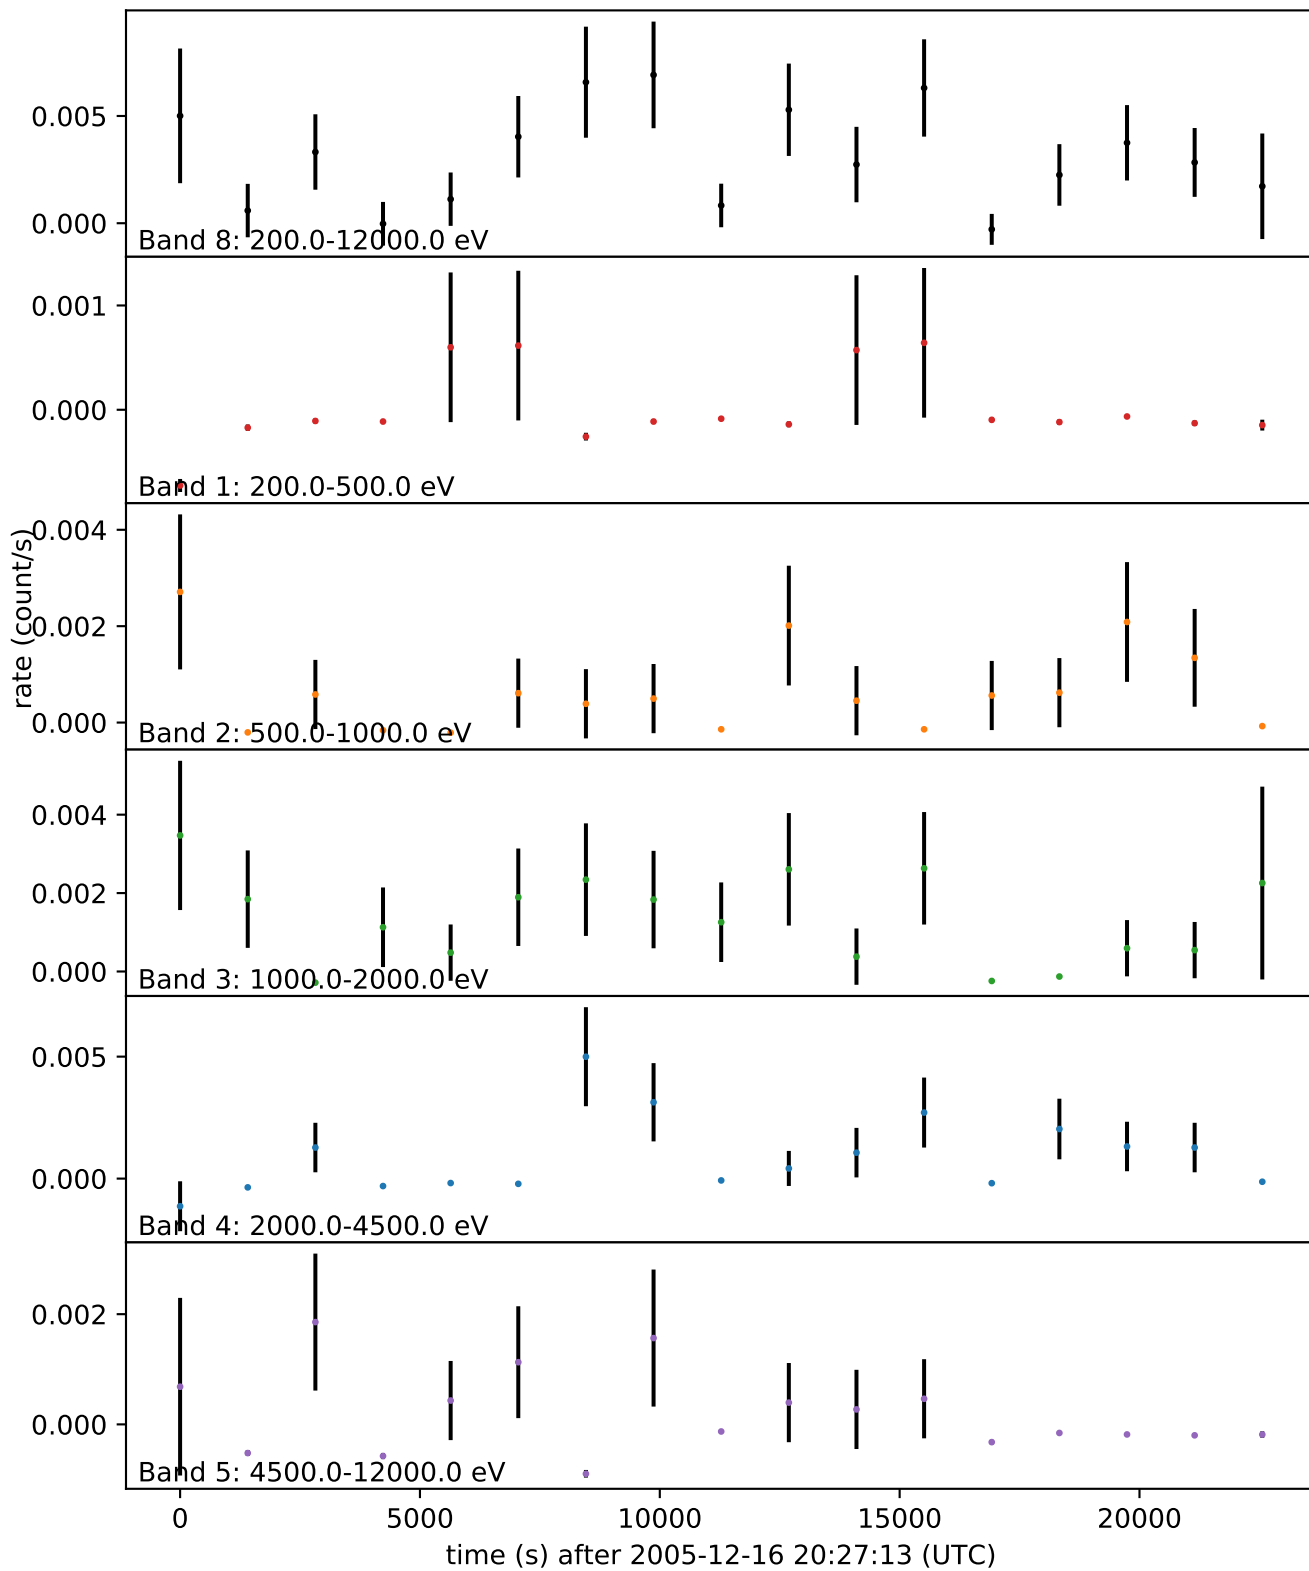 0.005
0.000
Band 8: 200.0-12000.0 eV
0.001
0.000
Band 1: 200.0-500.0 eV
rate (count/s)
0.004
0.002
0.000
Band 2: 500.0-1000.0 eV
0.004
0.002
0.000
Band 3: 1000.0-2000.0 eV
0.005
0.000
Band 4: 2000.0-4500.0 eV
0.002
0.000
Band 5: 4500.0-12000.0 eV
0 5000 10000 15000 20000
time (s) after 2005-12-16 20:27:13 (UTC)